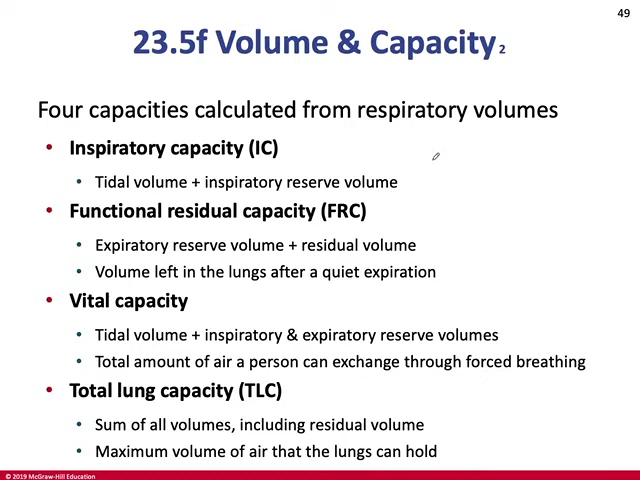 49
23.5f Volume & Capacity 2
Four capacities calculated from respiratory volumes
• Inspiratory capacity (IC)
• Tidal volume + inspiratory reserve volume
• Functional residual capacity (FRC)
• Expiratory reserve volume + residual volume
• Volume left in the lungs after a quiet expiration
• Vital capacity
• Tidal volume + inspiratory & expiratory reserve volumes
• Total amount of air a person can exchange through forced breathing
• Total lung capacity (TLC)
• Sum of all volumes, including residual volume
• Maximum volume of air that the lungs can hold
© 2019 McGraw-Hill Education